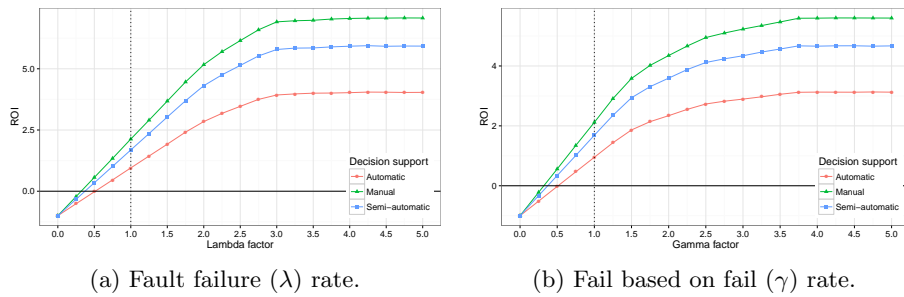 5.0
2.5
0.0
ROI
Decision support
Automatic
Manual
Semi-automatic
0.0 0.5 1.0 1.5 2.0 2.5 3.0 3.5 4.0 4.5 5.0
Lambda factor
(a) Fault failure (λ) rate.
4
2
0
ROI
Decision support
Automatic
Manual
Semi-automatic
0.0 0.5 1.0 1.5 2.0 2.5 3.0 3.5 4.0 4.5 5.0
Gamma factor
(b) Fail based on fail (γ) rate.